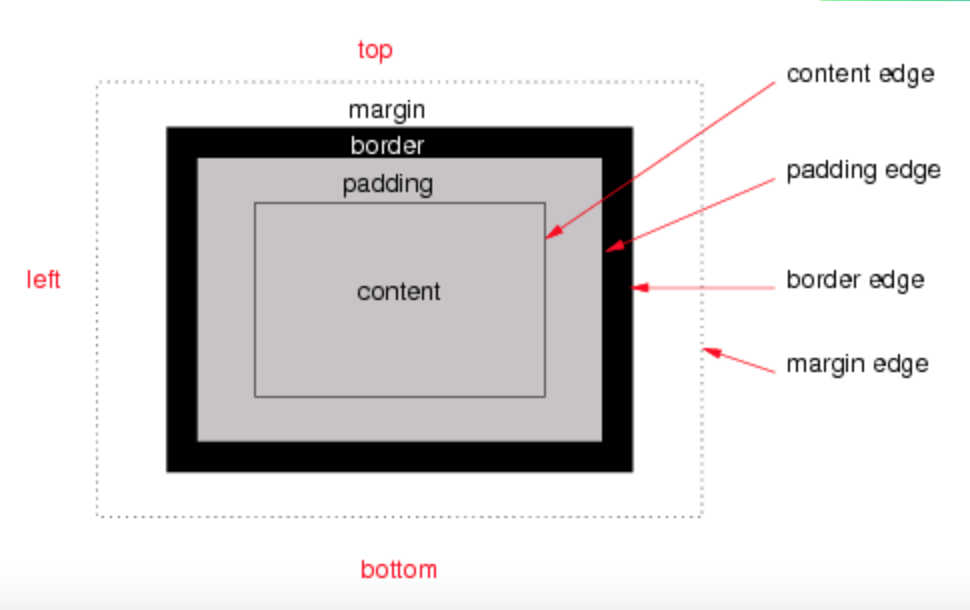 top
content edge
margin
border
padding edge
padding
left
border edge
content
margin edge
bottom